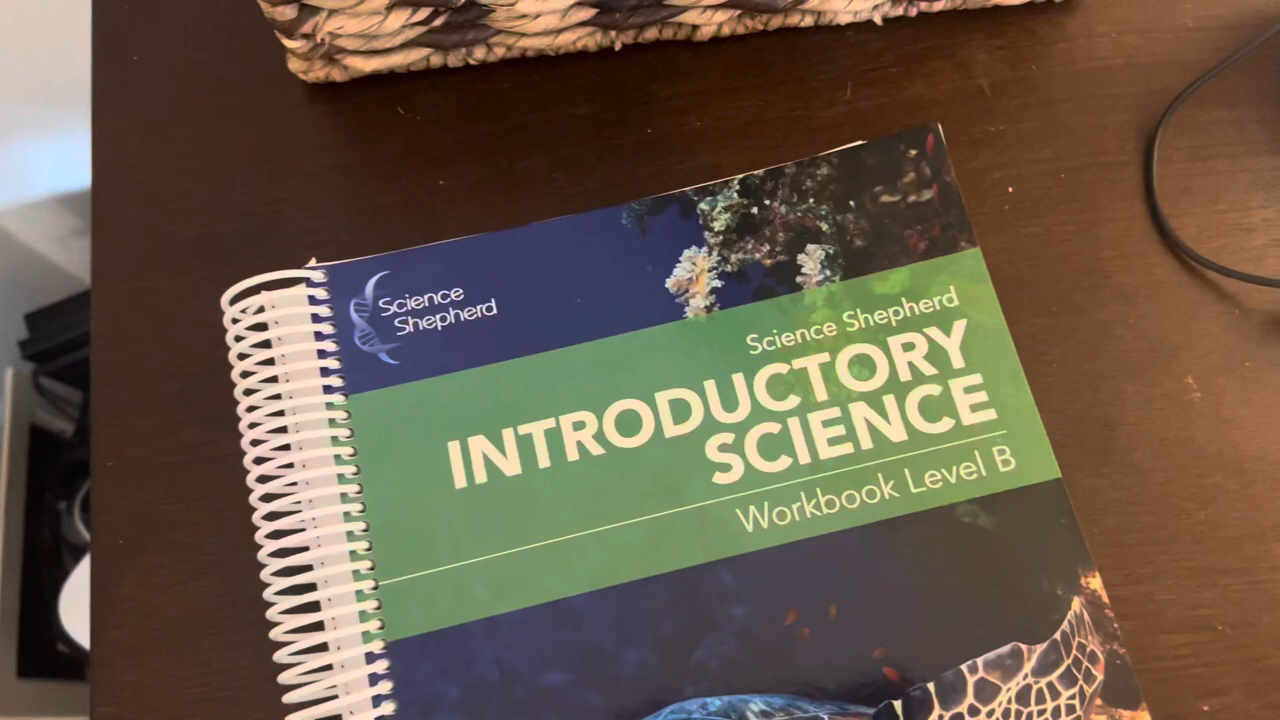 Science
Shepherd
Science Shepherd
INTRODUCTORY
SCIENCE
Workbook Level B